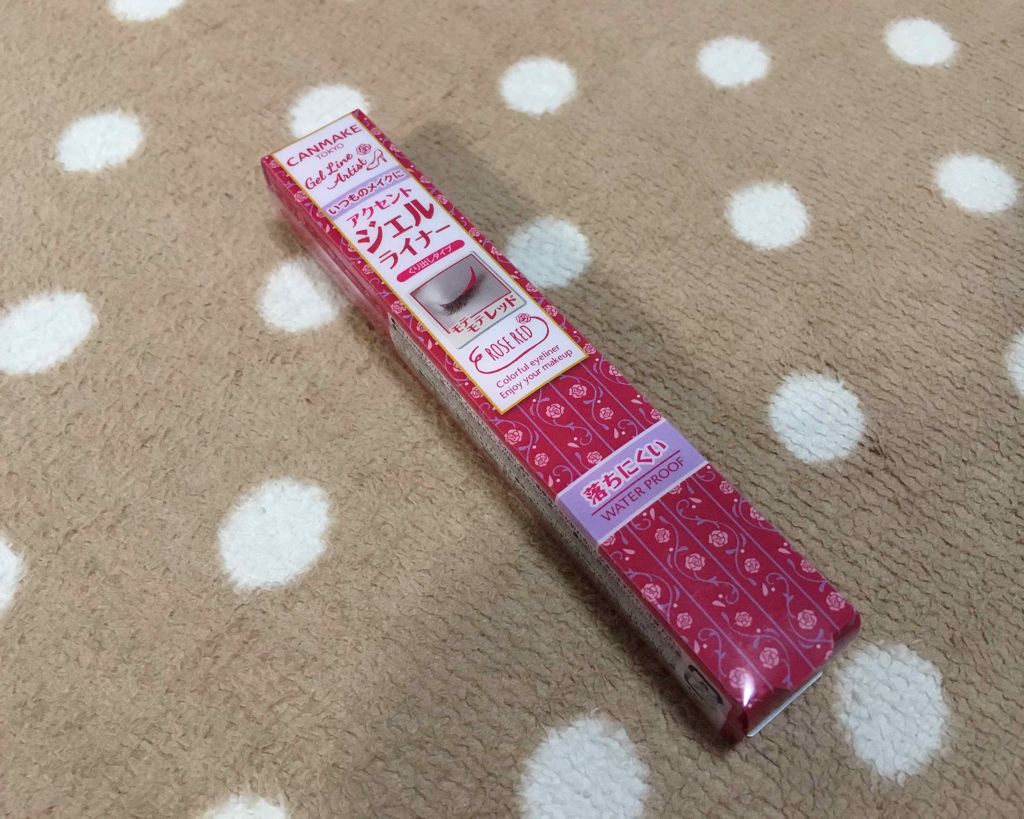 CANMAKE
TOKYO
Gel Line
Artist
いつものメイクに
アクセント
ジェル
ライナー
くり出しタイプ
モテ
モテレッド
ROSE RED
Colorful eyeliner
Enjoy your makeup
落ちにくい
WATER PROOF